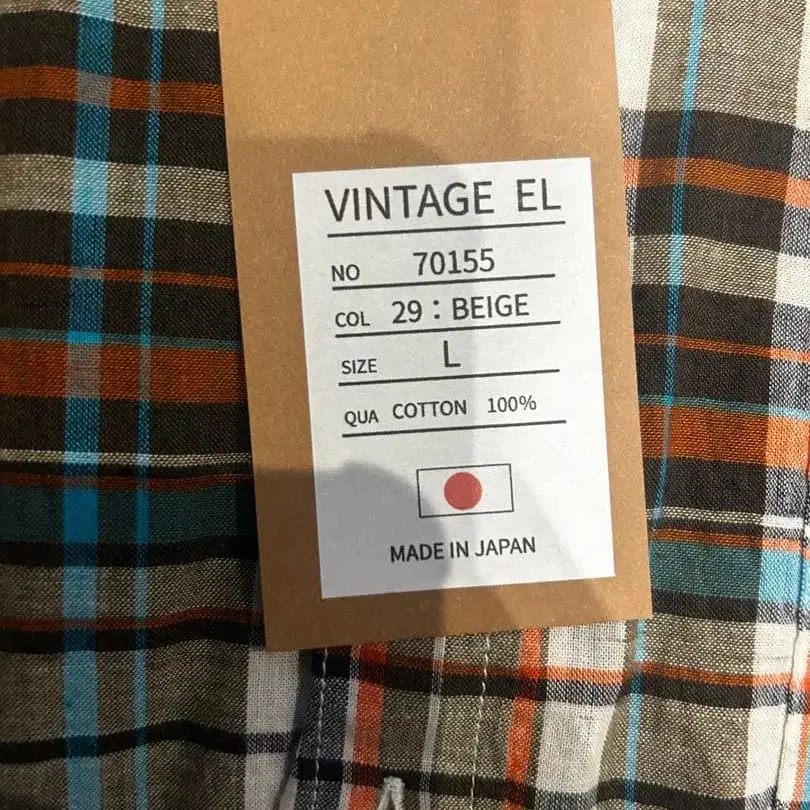 VINTAGE EL
NO 70155
COL 29：BEIGE
SIZE L
QUA COTTON 100%
MADE IN JAPAN